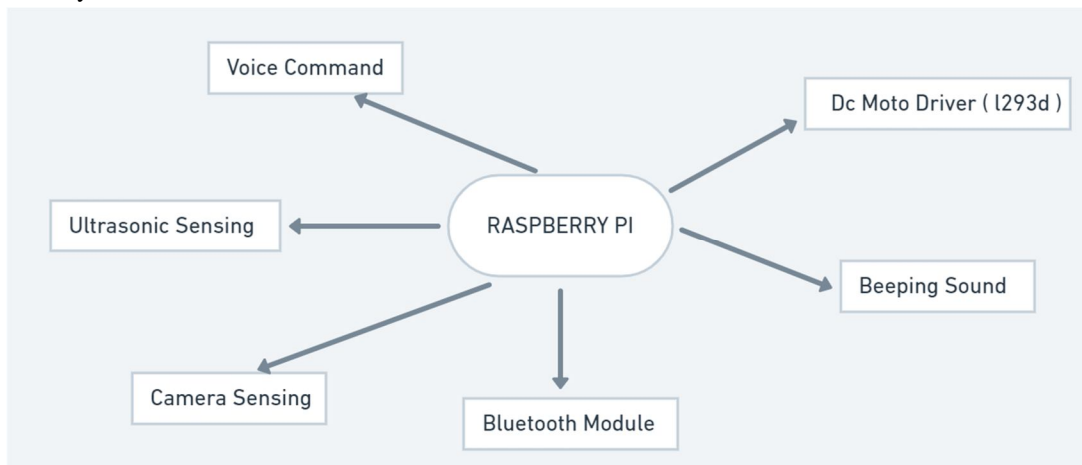 Voice Command
Dc Moto Driver ( l293d )
Ultrasonic Sensing
RASPBERRY PI
Beeping Sound
Camera Sensing
Bluetooth Module